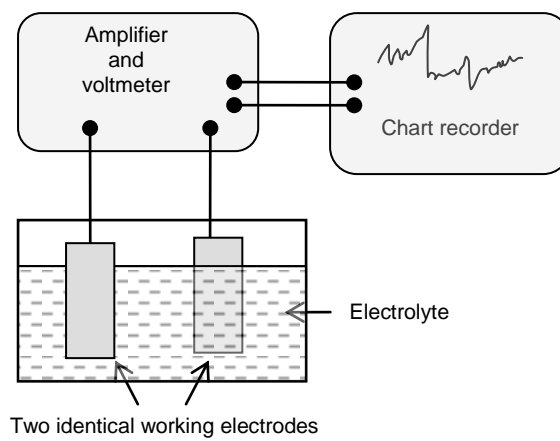 Amplifier
and
voltmeter
Chart recorder
Electrolyte
Two identical working electrodes